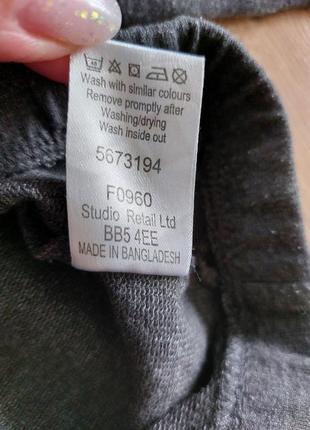 40
Wash with similar colours
Remove promptly after
Washing/drying
Wash inside out
5673194
F0960
Studio Retail Ltd
BB5 4EE
MADE IN BANGLADESH